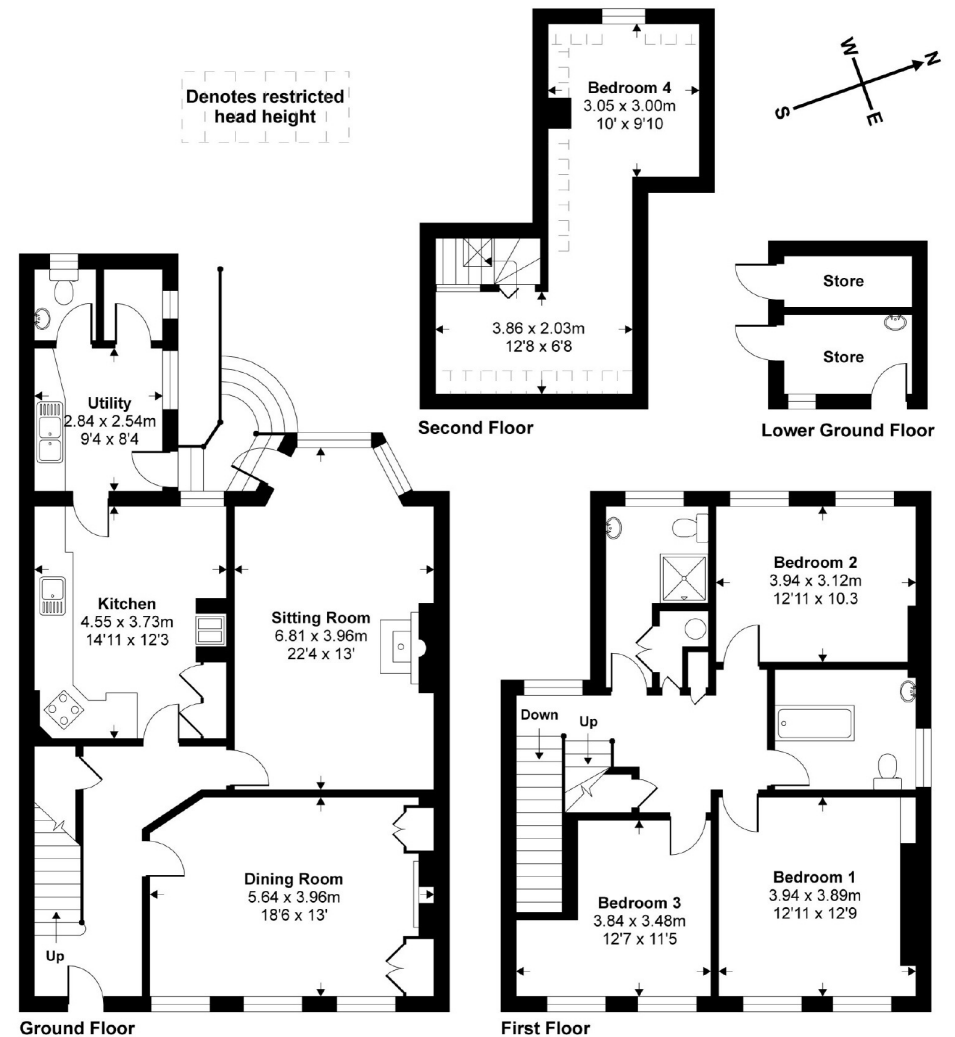 Denotes restricted
head height
Bedroom 4
3.05 x 3.00m
10' x 9'10
W
N
S
E
3.86 x 2.03m
12'8 x 6'8
Second Floor
Store
Store
Lower Ground Floor
Utility
2.84 x 2.54m
9'4 x 8'4
Kitchen
4.55 x 3.73m
14'11 x 12'3
Sitting Room
6.81 x 3.96m
22'4 x 13'
Dining Room
5.64 x 3.96m
18'6 x 13'
Up
Ground Floor
Bedroom 2
3.94 x 3.12m
12'11 x 10.3
Down
Up
Bedroom 3
3.84 x 3.48m
12'7 x 11'5
Bedroom 1
3.94 x 3.89m
12'11 x 12'9
First Floor